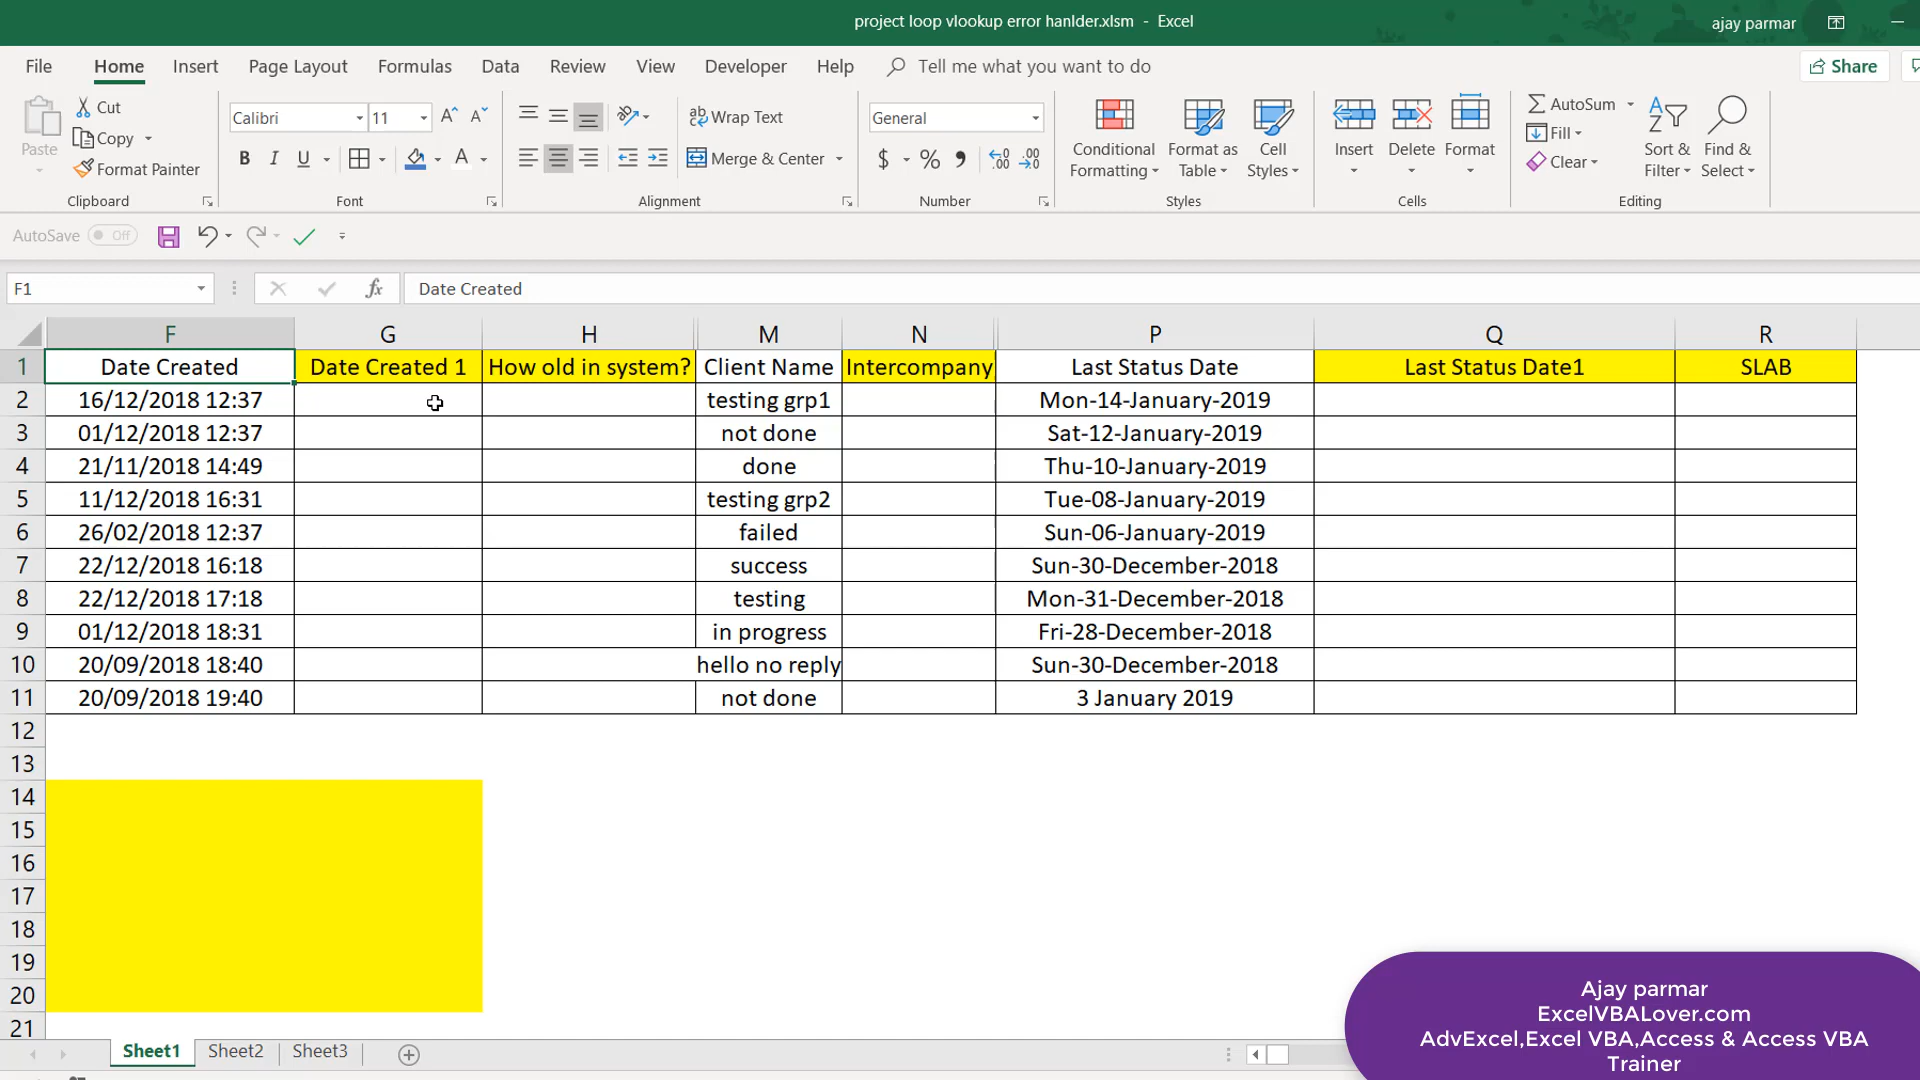 project loop vlookup error hanlder.xlsm - Excel
ajay parmar
File Home Insert Page Layout Formulas Data Review View Developer Help Tell me what you want to do Share
Paste
Cut
Copy
Format Painter
Clipboard
Calibri 11
B I U
Font
Wrap Text
Merge & Center
Alignment
General
$ % 9
Number
Conditional Formatting
Format as Table
Cell Styles
Styles
Insert Delete Format
Cells
AutoSum
Fill
Clear
Sort & Filter
Find & Select
Editing
AutoSave Off
F1 fx Date Created
F G H M N P Q R
1 Date Created Date Created 1 How old in system? Client Name Intercompany Last Status Date Last Status Date1 SLAB
2 16/12/2018 12:37 testing grp1 Mon-14-January-2019
3 01/12/2018 12:37 not done Sat-12-January-2019
4 21/11/2018 14:49 done Thu-10-January-2019
5 11/12/2018 16:31 testing grp2 Tue-08-January-2019
6 26/02/2018 12:37 failed Sun-06-January-2019
7 22/12/2018 16:18 success Sun-30-December-2018
8 22/12/2018 17:18 testing Mon-31-December-2018
9 01/12/2018 18:31 in progress Fri-28-December-2018
10 20/09/2018 18:40 hello no reply Sun-30-December-2018
11 20/09/2018 19:40 not done 3 January 2019
12
13
14
15
16
17
18
19
20
21
Sheet1 Sheet2 Sheet3
Ajay parmar
ExcelVBALover.com
AdvExcel,Excel VBA,Access & Access VBA
Trainer